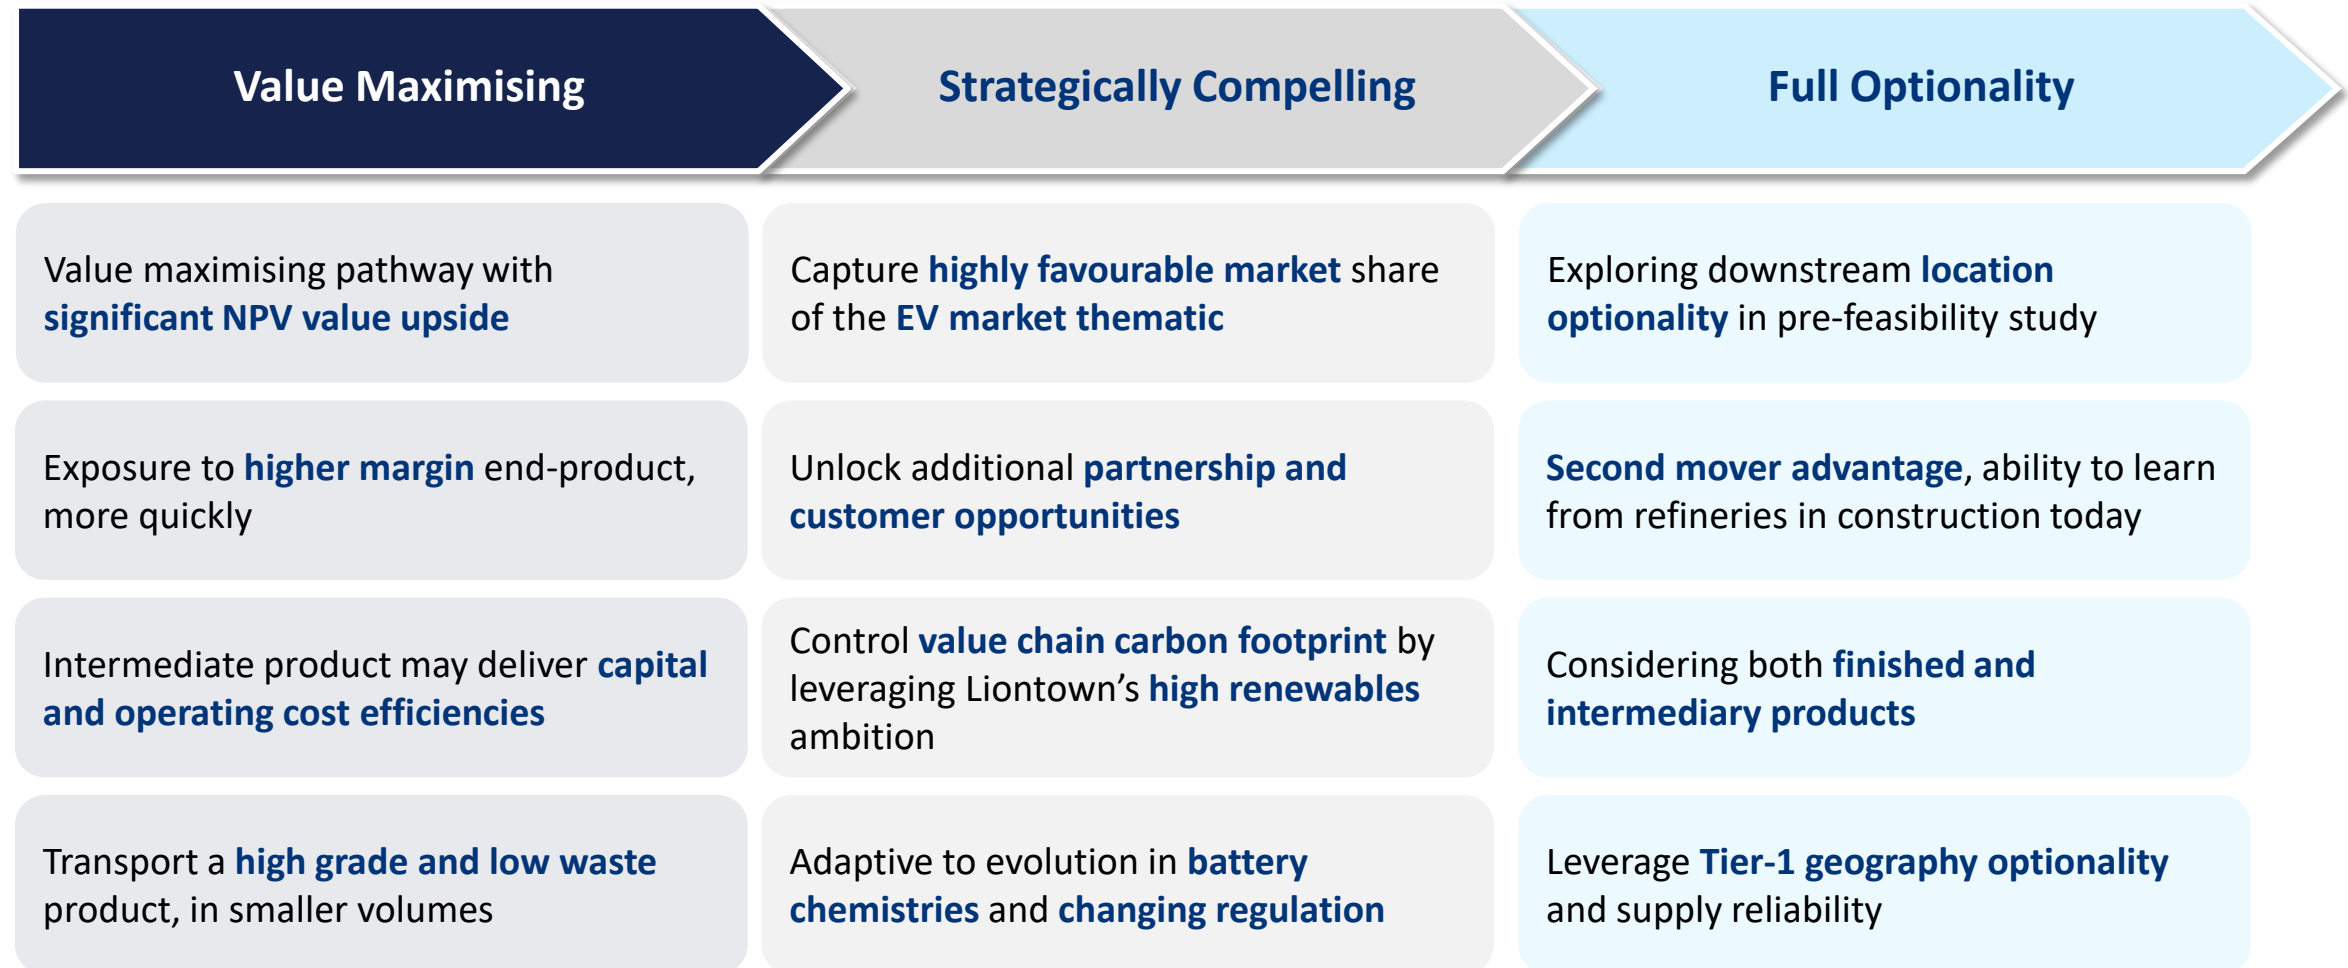 Value Maximising
Strategically Compelling
Full Optionality
Value maximising pathway with
significant NPV value upside
Capture highly favourable market share
of the EV market thematic
Exploring downstream location
optionality in pre-feasibility study
Exposure to higher margin end-product,
more quickly
Unlock additional partnership and
customer opportunities
Second mover advantage, ability to learn
from refineries in construction today
Intermediate product may deliver capital
and operating cost efficiencies
Control value chain carbon footprint by
leveraging Liontown’s high renewables
ambition
Considering both finished and
intermediary products
Transport a high grade and low waste
product, in smaller volumes
Adaptive to evolution in battery
chemistries and changing regulation
Leverage Tier-1 geography optionality
and supply reliability